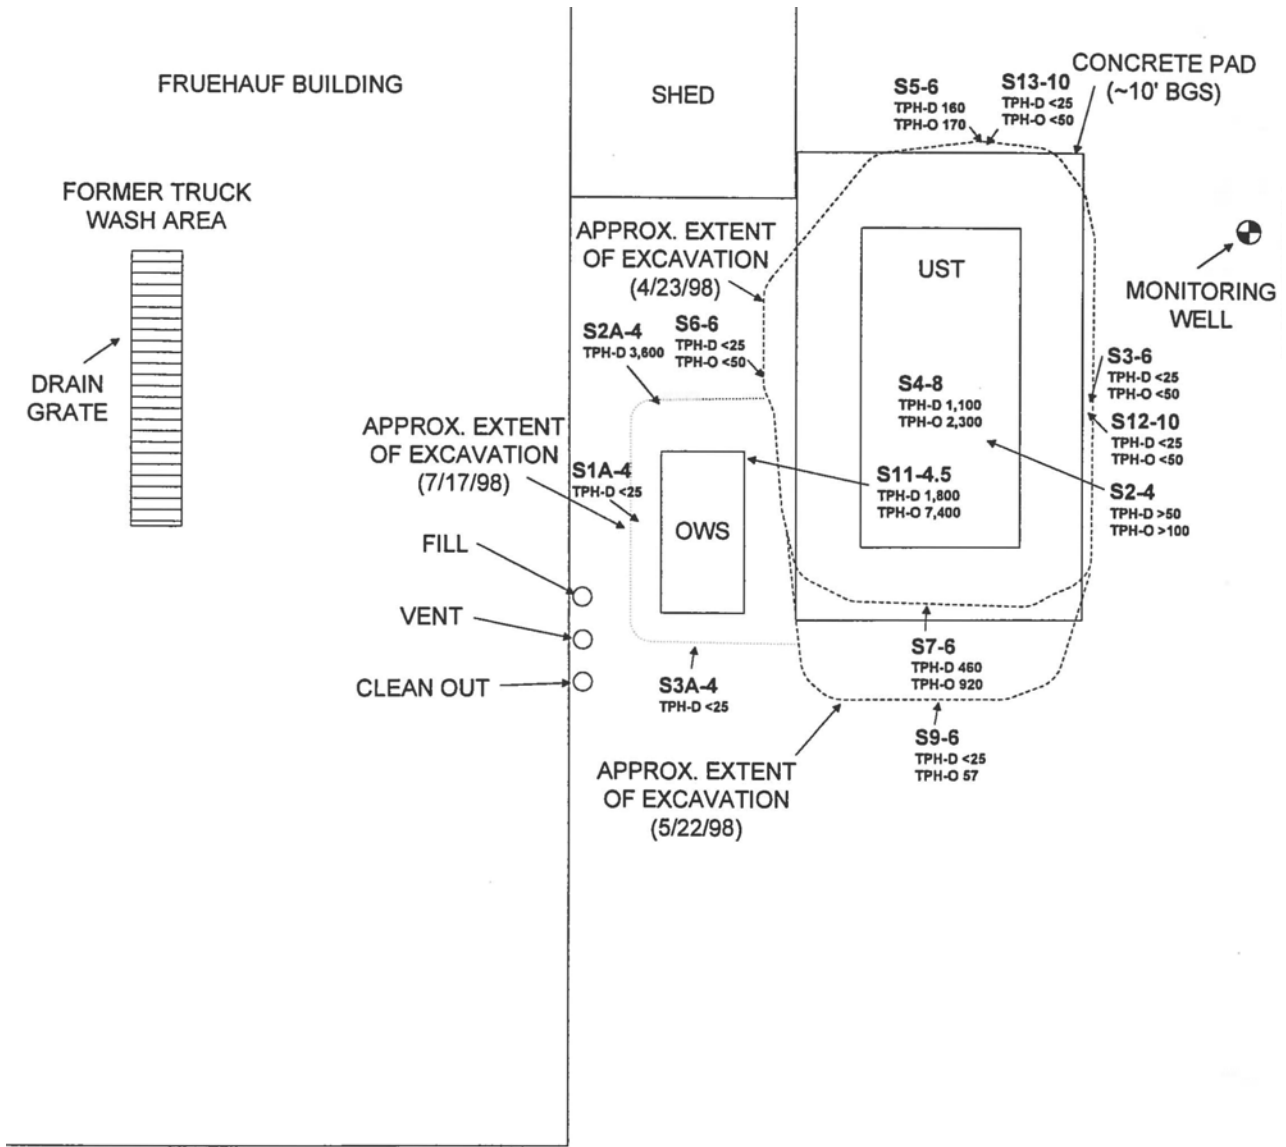 FRUEHAUF BUILDING
SHED
CONCRETE PAD
(~10' BGS)
S5-6
TPH-D 160
TPH-O 170
S13-10
TPH-D <25
TPH-O <50
FORMER TRUCK
WASH AREA
APPROX. EXTENT
OF EXCAVATION
(4/23/98)
UST
MONITORING
WELL
S2A-4
TPH-D 3,600
S6-6
TPH-D <25
TPH-O <50
DRAIN
GRATE
S3-6
TPH-D <25
TPH-O <50
S4-8
TPH-D 1,100
TPH-O 2,300
S12-10
TPH-D <25
TPH-O <50
APPROX. EXTENT
OF EXCAVATION
(7/17/98)
S1A-4
TPH-D <25
S11-4.5
TPH-D 1,800
TPH-O 7,400
S2-4
TPH-D >50
TPH-O >100
OWS
FILL
VENT
CLEAN OUT
S3A-4
TPH-D <25
S7-6
TPH-D 460
TPH-O 920
S9-6
TPH-D <25
TPH-O 57
APPROX. EXTENT
OF EXCAVATION
(5/22/98)